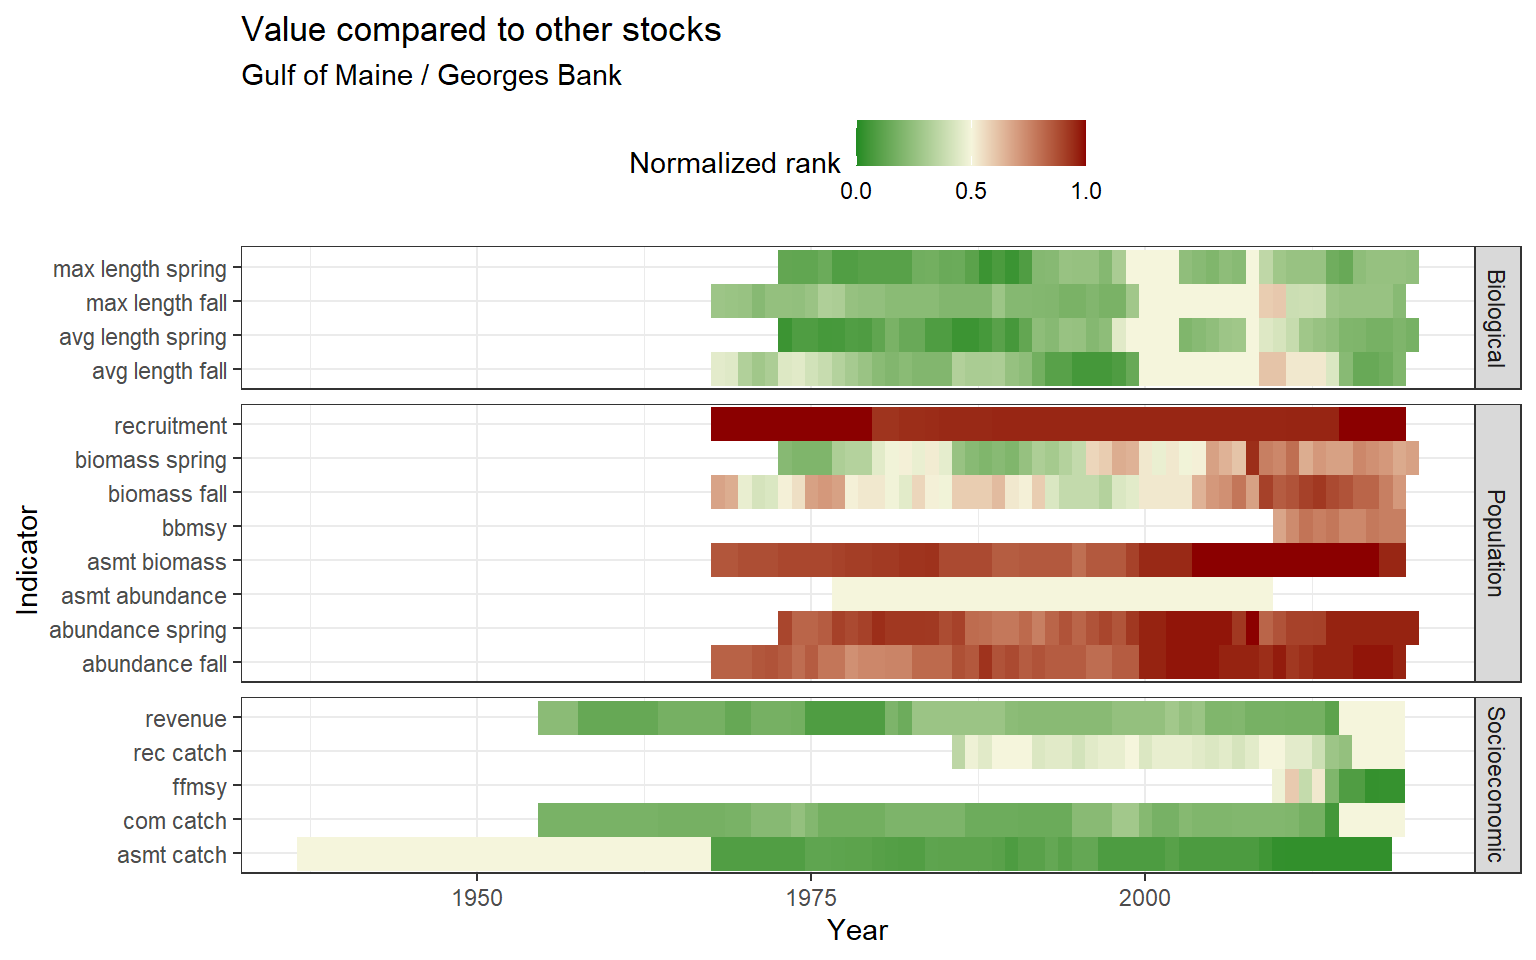 Value compared to other stocks
Gulf of Maine / Georges Bank
Normalized rank
0.0 0.5 1.0
Indicator
max length spring
max length fall
avg length spring
avg length fall
Biological
recruitment
biomass spring
biomass fall
bbmsy
asmt biomass
asmt abundance
abundance spring
abundance fall
Population
revenue
rec catch
ffmsy
com catch
asmt catch
Socioeconomic
1950 1975 2000
Year